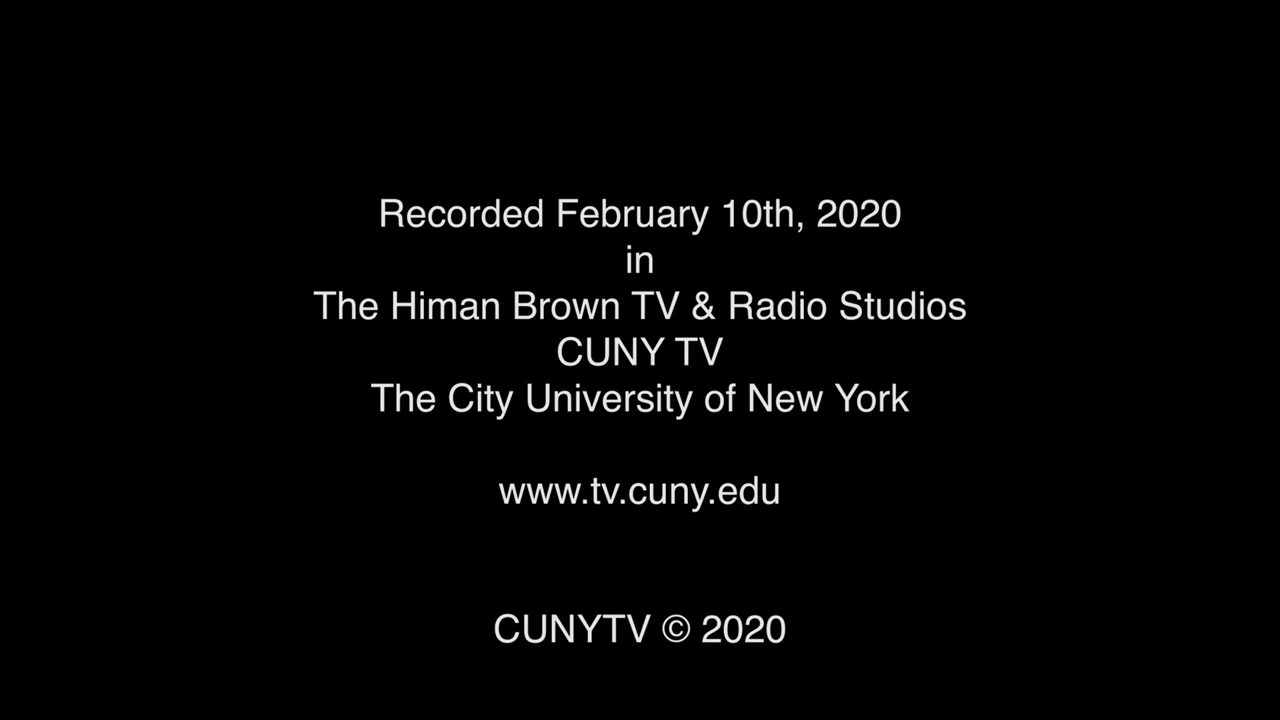 Recorded February 10th, 2020
in
The Himan Brown TV & Radio Studios
CUNY TV
The City University of New York
www.tv.cuny.edu
CUNYTV © 2020